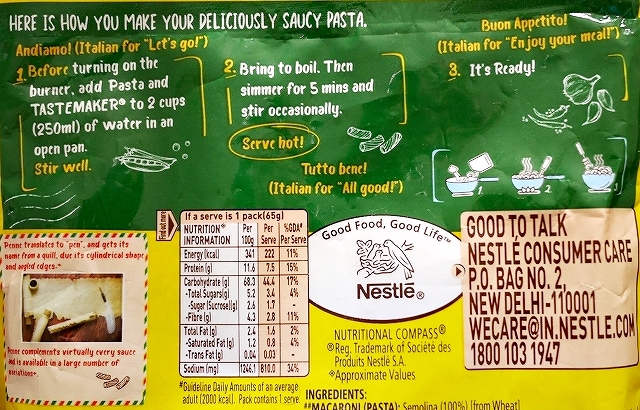 HERE IS HOW YOU MAKE YOUR DELICIOUSLY SAUCY PASTA.
Andiamo! (Italian for "Let's go!")
1. Before turning on the
burner, add Pasta and
TASTEMAKER® to 2 cups
(250ml) of water in an
open pan.
Stir well.
2. Bring to boil. Then
simmer for 5 mins and
stir occasionally.
Serve hot!
Tutto bene!
(Italian for "All good!")
Buon Appetito!
(Italian for "Enjoy your meal!")
3. It's Ready!
1. 2. 3.
Penne translates to "pen", and gets its
name from a quill, due it's cylindrical shape
and angled edges.*
Penne complements virtually every sauce
and is available in a large number of
variations*.
Find out more
If a serve is 1 pack(65g)
NUTRITION# INFORMATION Per 100g Per Serve %GDA# Per Serve
Energy (kcal) 341 222 11%
Protein (g) 11.6 7.5 15%
Carbohydrate (g) 68.3 44.4 17%
-Total Sugars(g) 5.2 3.4 4%
-Sugar (Sucrose)(g) 2.6 1.7 -
-Fibre (g) 4.3 2.8 11%
Total Fat (g) 2.4 1.6 2%
-Saturated Fat (g) 1.2 0.8 4%
-Trans Fat (g) 0.04 0.03 -
Sodium (mg) 1246.1 810.0 34%
#Guideline Daily Amounts of an average
adult (2000 kcal). Pack contains 1 serve.
Good Food, Good Life™
Nestlé®
NUTRITIONAL COMPASS®
®Reg. Trademark of Société des
Produits Nestlé S.A.
*Approximate Values
GOOD TO TALK
NESTLÉ CONSUMER CARE
P.O. BAG NO. 2,
NEW DELHI-110001
WECARE@IN.NESTLE.COM
1800 103 1947
INGREDIENTS:
##MACARONI (PASTA): Semolina (100%) (from Wheat)